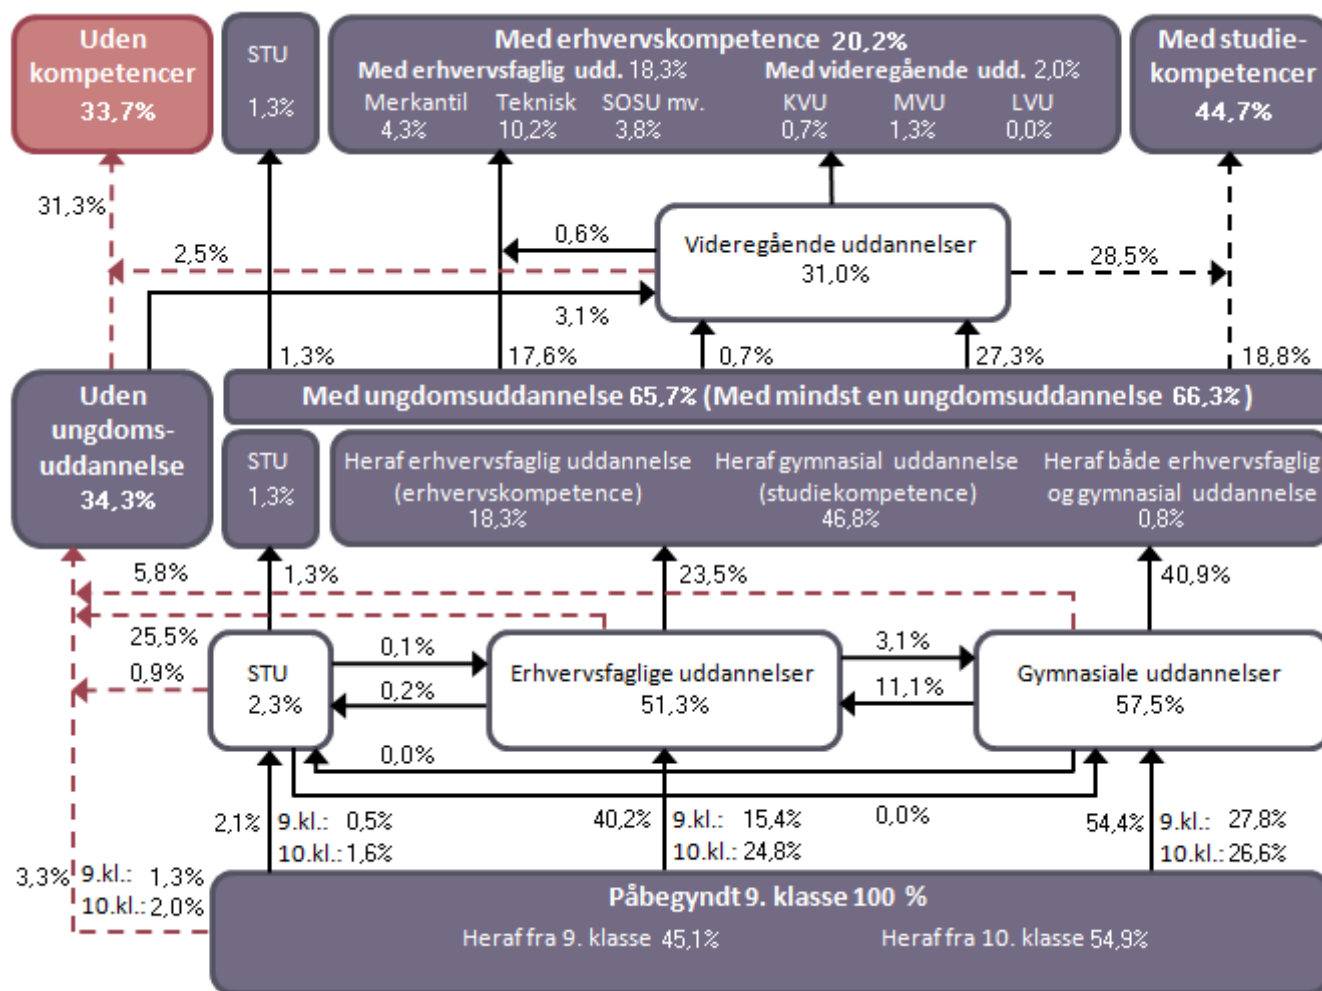 Uden
kompetencer
33,7%
STU
1,3%
Med erhvervskompetence 20,2%
Med erhvervsfaglig udd. 18,3%
Med videregående udd. 2,0%
Merkantil
4,3%
Teknisk
10,2%
SOSU mv.
3,8%
KVU
0,7%
MVU
1,3%
LVU
0,0%
Med studie-
kompetencer
44,7%
31,3%
2,5%
0,6%
Videregående uddannelser
31,0%
28,5%
3,1%
1,3%
17,6%
0,7%
27,3%
18,8%
Uden
ungdoms-
uddannelse
34,3%
Med ungdomsuddannelse 65,7% (Med mindst en ungdomsuddannelse 66,3%)
STU
1,3%
Heraf erhvervsfaglig uddannelse
(erhvervskompetence)
18,3%
Heraf gymnasial uddannelse
(studiekompetence)
46,8%
Heraf både erhvervsfaglig
og gymnasial uddannelse
0,8%
5,8%
1,3%
23,5%
40,9%
25,5%
0,9%
STU
2,3%
0,1%
0,2%
Erhvervsfaglige uddannelser
51,3%
3,1%
11,1%
Gymnasiale uddannelser
57,5%
0,0%
0,0%
2,1%
9.kl.: 0,5%
10.kl.: 1,6%
40,2%
9.kl.: 15,4%
10.kl.: 24,8%
54,4%
9.kl.: 27,8%
10.kl.: 26,6%
3,3%
9.kl.: 1,3%
10.kl.: 2,0%
Påbegyndt 9. klasse 100 %
Heraf fra 9. klasse 45,1%
Heraf fra 10. klasse 54,9%